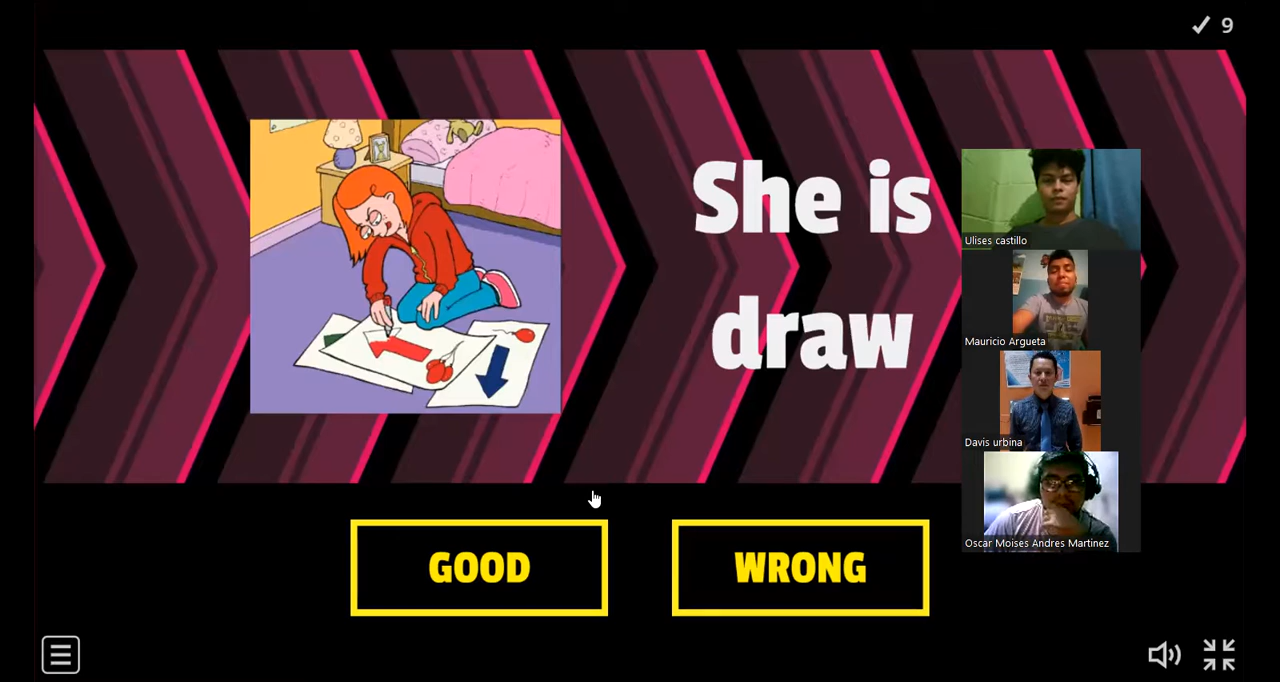 ✓ 9
She is
draw
Ulises castillo
Mauricio Argueta
Davis urbina
Oscar Moises Andres Martinez
GOOD
WRONG